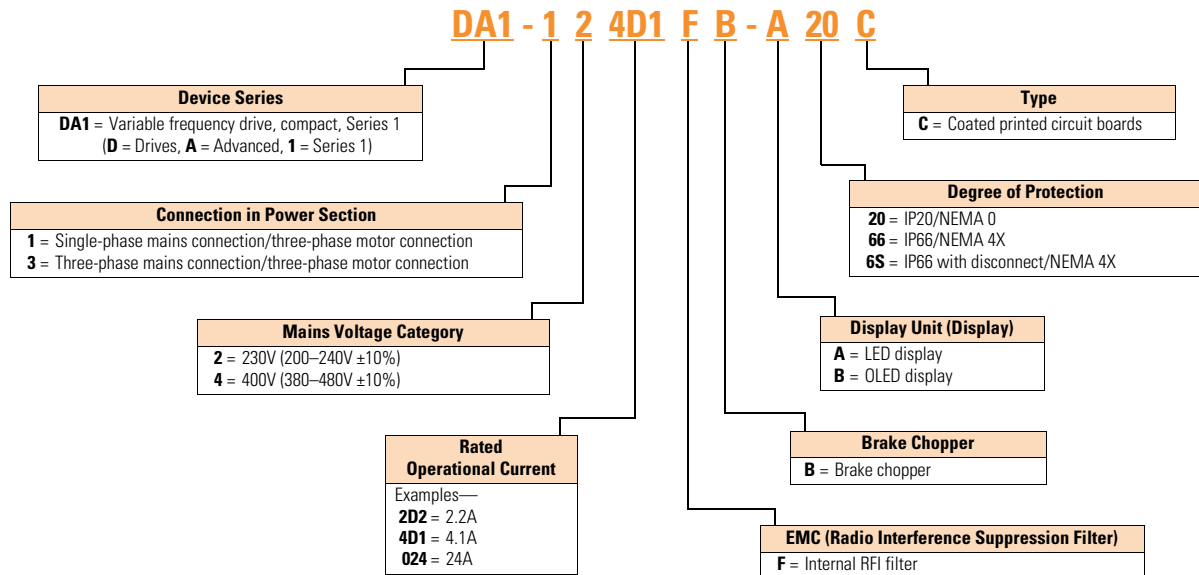 DA1 - 1 2 4D1 F B - A 20 C
Device Series
DA1 = Variable frequency drive, compact, Series 1
(D = Drives, A = Advanced, 1 = Series 1)
Connection in Power Section
1 = Single-phase mains connection/three-phase motor connection
3 = Three-phase mains connection/three-phase motor connection
Mains Voltage Category
2 = 230V (200–240V ±10%)
4 = 400V (380–480V ±10%)
Rated
Operational Current
Examples—
2D2 = 2.2A
4D1 = 4.1A
024 = 24A
Type
C = Coated printed circuit boards
Degree of Protection
20 = IP20/NEMA 0
66 = IP66/NEMA 4X
6S = IP66 with disconnect/NEMA 4X
Display Unit (Display)
A = LED display
B = OLED display
Brake Chopper
B = Brake chopper
EMC (Radio Interference Suppression Filter)
F = Internal RFI filter